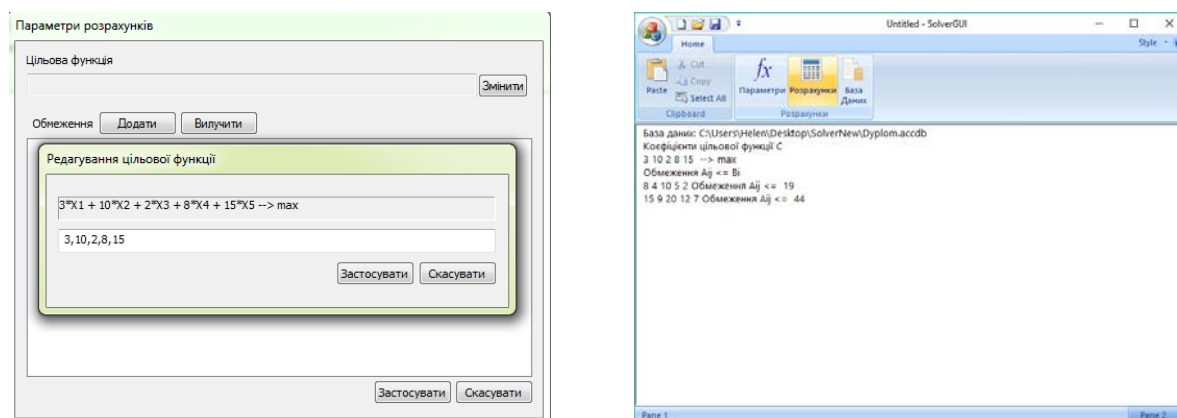 Параметри розрахунків
Цільова функція
Змінити
Обмеження Додати Вилучити
Редагування цільової функції
3*X1 + 10*X2 + 2*X3 + 8*X4 + 15*X5 --> max
3,10,2,8,15
Застосувати Скасувати
Застосувати Скасувати
Untitled - SolverGUI
Home Style
Cut
Copy
Select All
Paste
Clipboard
fx
Параметри Розрахунки База Даних
Розрахунки
База даних: C:\Users\Helen\Desktop\SolverNew\Dyplom.accdb
Коєфіцієнти цільової функції C
3 10 2 8 15 --> max
Обмеження Aij <= Bi
8 4 10 5 2 Обмеження Aij <= 19
15 9 20 12 7 Обмеження Aij <= 44
Pane 1 Pane 2